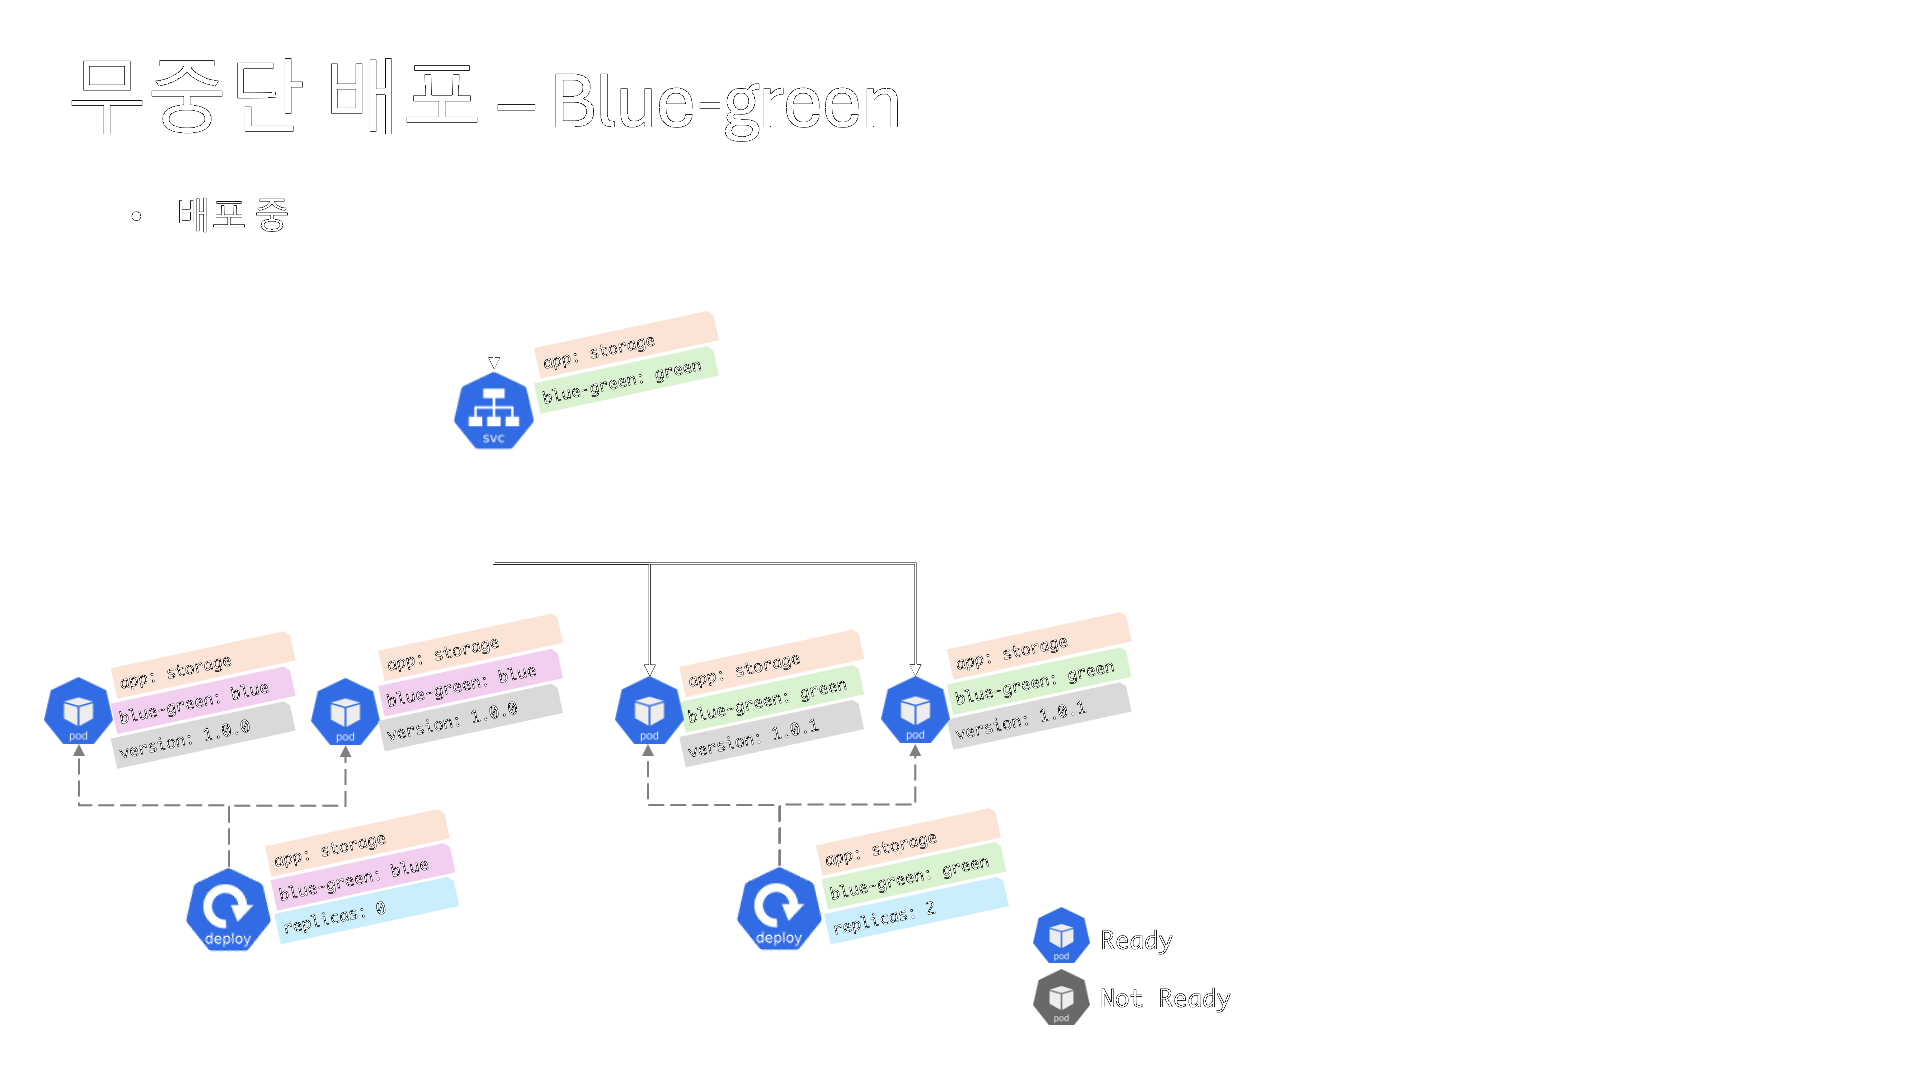 무중단 배포 – Blue-green
• 배포 중
app: storage
blue-green: green
svc
app: storage
blue-green: blue
version: 1.0.0
pod
app: storage
blue-green: blue
version: 1.0.0
pod
app: storage
blue-green: green
version: 1.0.1
pod
app: storage
blue-green: green
version: 1.0.1
pod
app: storage
blue-green: blue
replicas: 0
deploy
app: storage
blue-green: green
replicas: 2
deploy
Ready
pod
Not Ready
pod